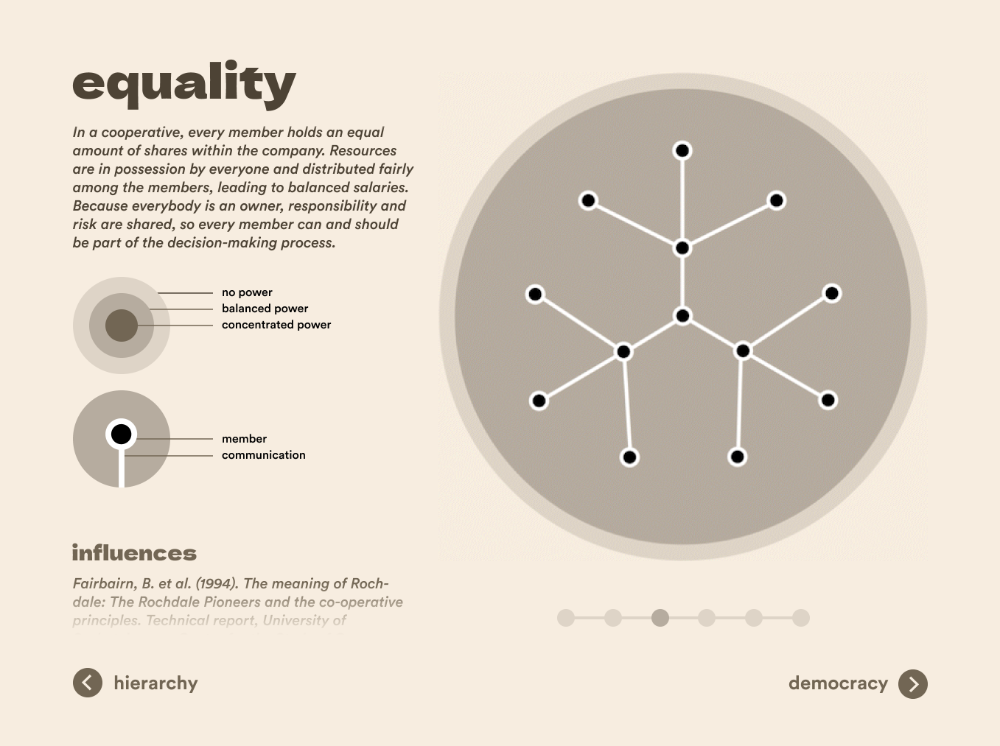 equality
In a cooperative, every member holds an equal
amount of shares within the company. Resources
are in possession by everyone and distributed fairly
among the members, leading to balanced salaries.
Because everybody is an owner, responsibility and
risk are shared, so every member can and should
be part of the decision-making process.
no power
balanced power
concentrated power
member
communication
influences
Fairbairn, B. et al. (1994). The meaning of Roch-
dale: The Rochdale Pioneers and the co-operative
principles. Technical report, University of
hierarchy
democracy